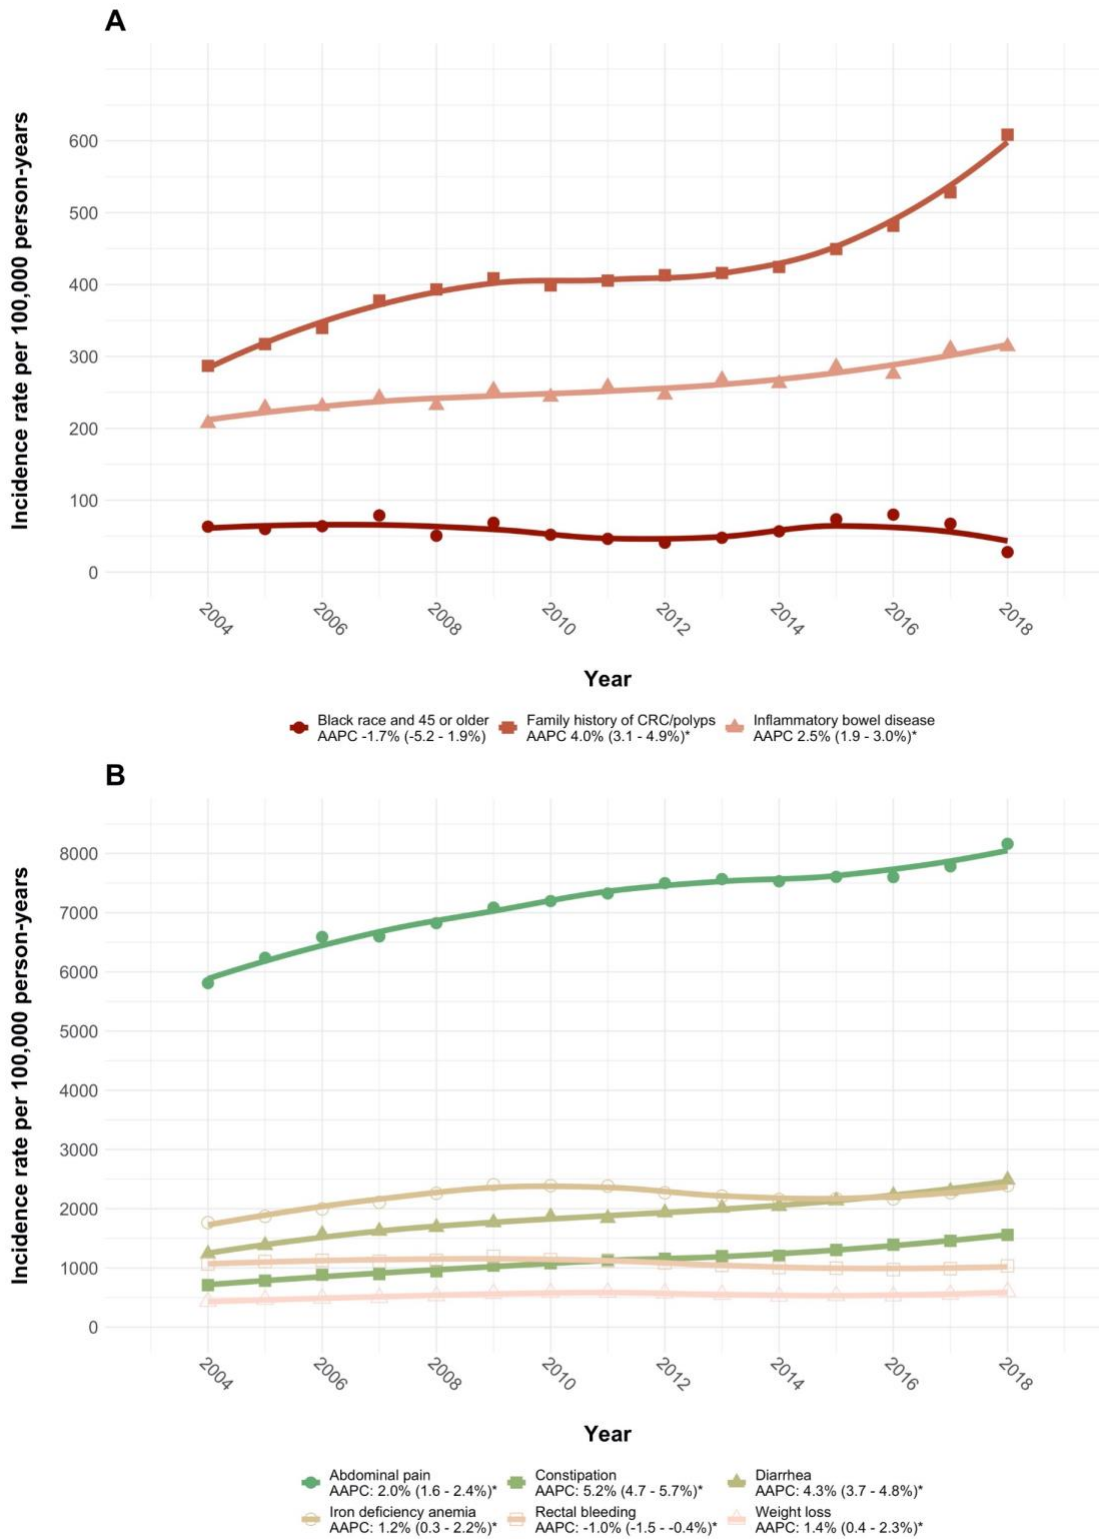 A
Incidence rate per 100,000 person-years
600
500
400
300
200
100
0
2004
2006
2008
2010
2012
2014
2016
2018
Year
Black race and 45 or older
AAPC -1.7% (-5.2 - 1.9%)
Family history of CRC/polyps
AAPC 4.0% (3.1 - 4.9%)*
Inflammatory bowel disease
AAPC 2.5% (1.9 - 3.0%)*
B
Incidence rate per 100,000 person-years
8000
7000
6000
5000
4000
3000
2000
1000
0
2004
2006
2008
2010
2012
2014
2016
2018
Year
Abdominal pain
AAPC: 2.0% (1.6 - 2.4%)*
Constipation
AAPC: 5.2% (4.7 - 5.7%)*
Diarrhea
AAPC: 4.3% (3.7 - 4.8%)*
Iron deficiency anemia
AAPC: 1.2% (0.3 - 2.2%)*
Rectal bleeding
AAPC: -1.0% (-1.5 - -0.4%)*
Weight loss
AAPC: 1.4% (0.4 - 2.3%)*